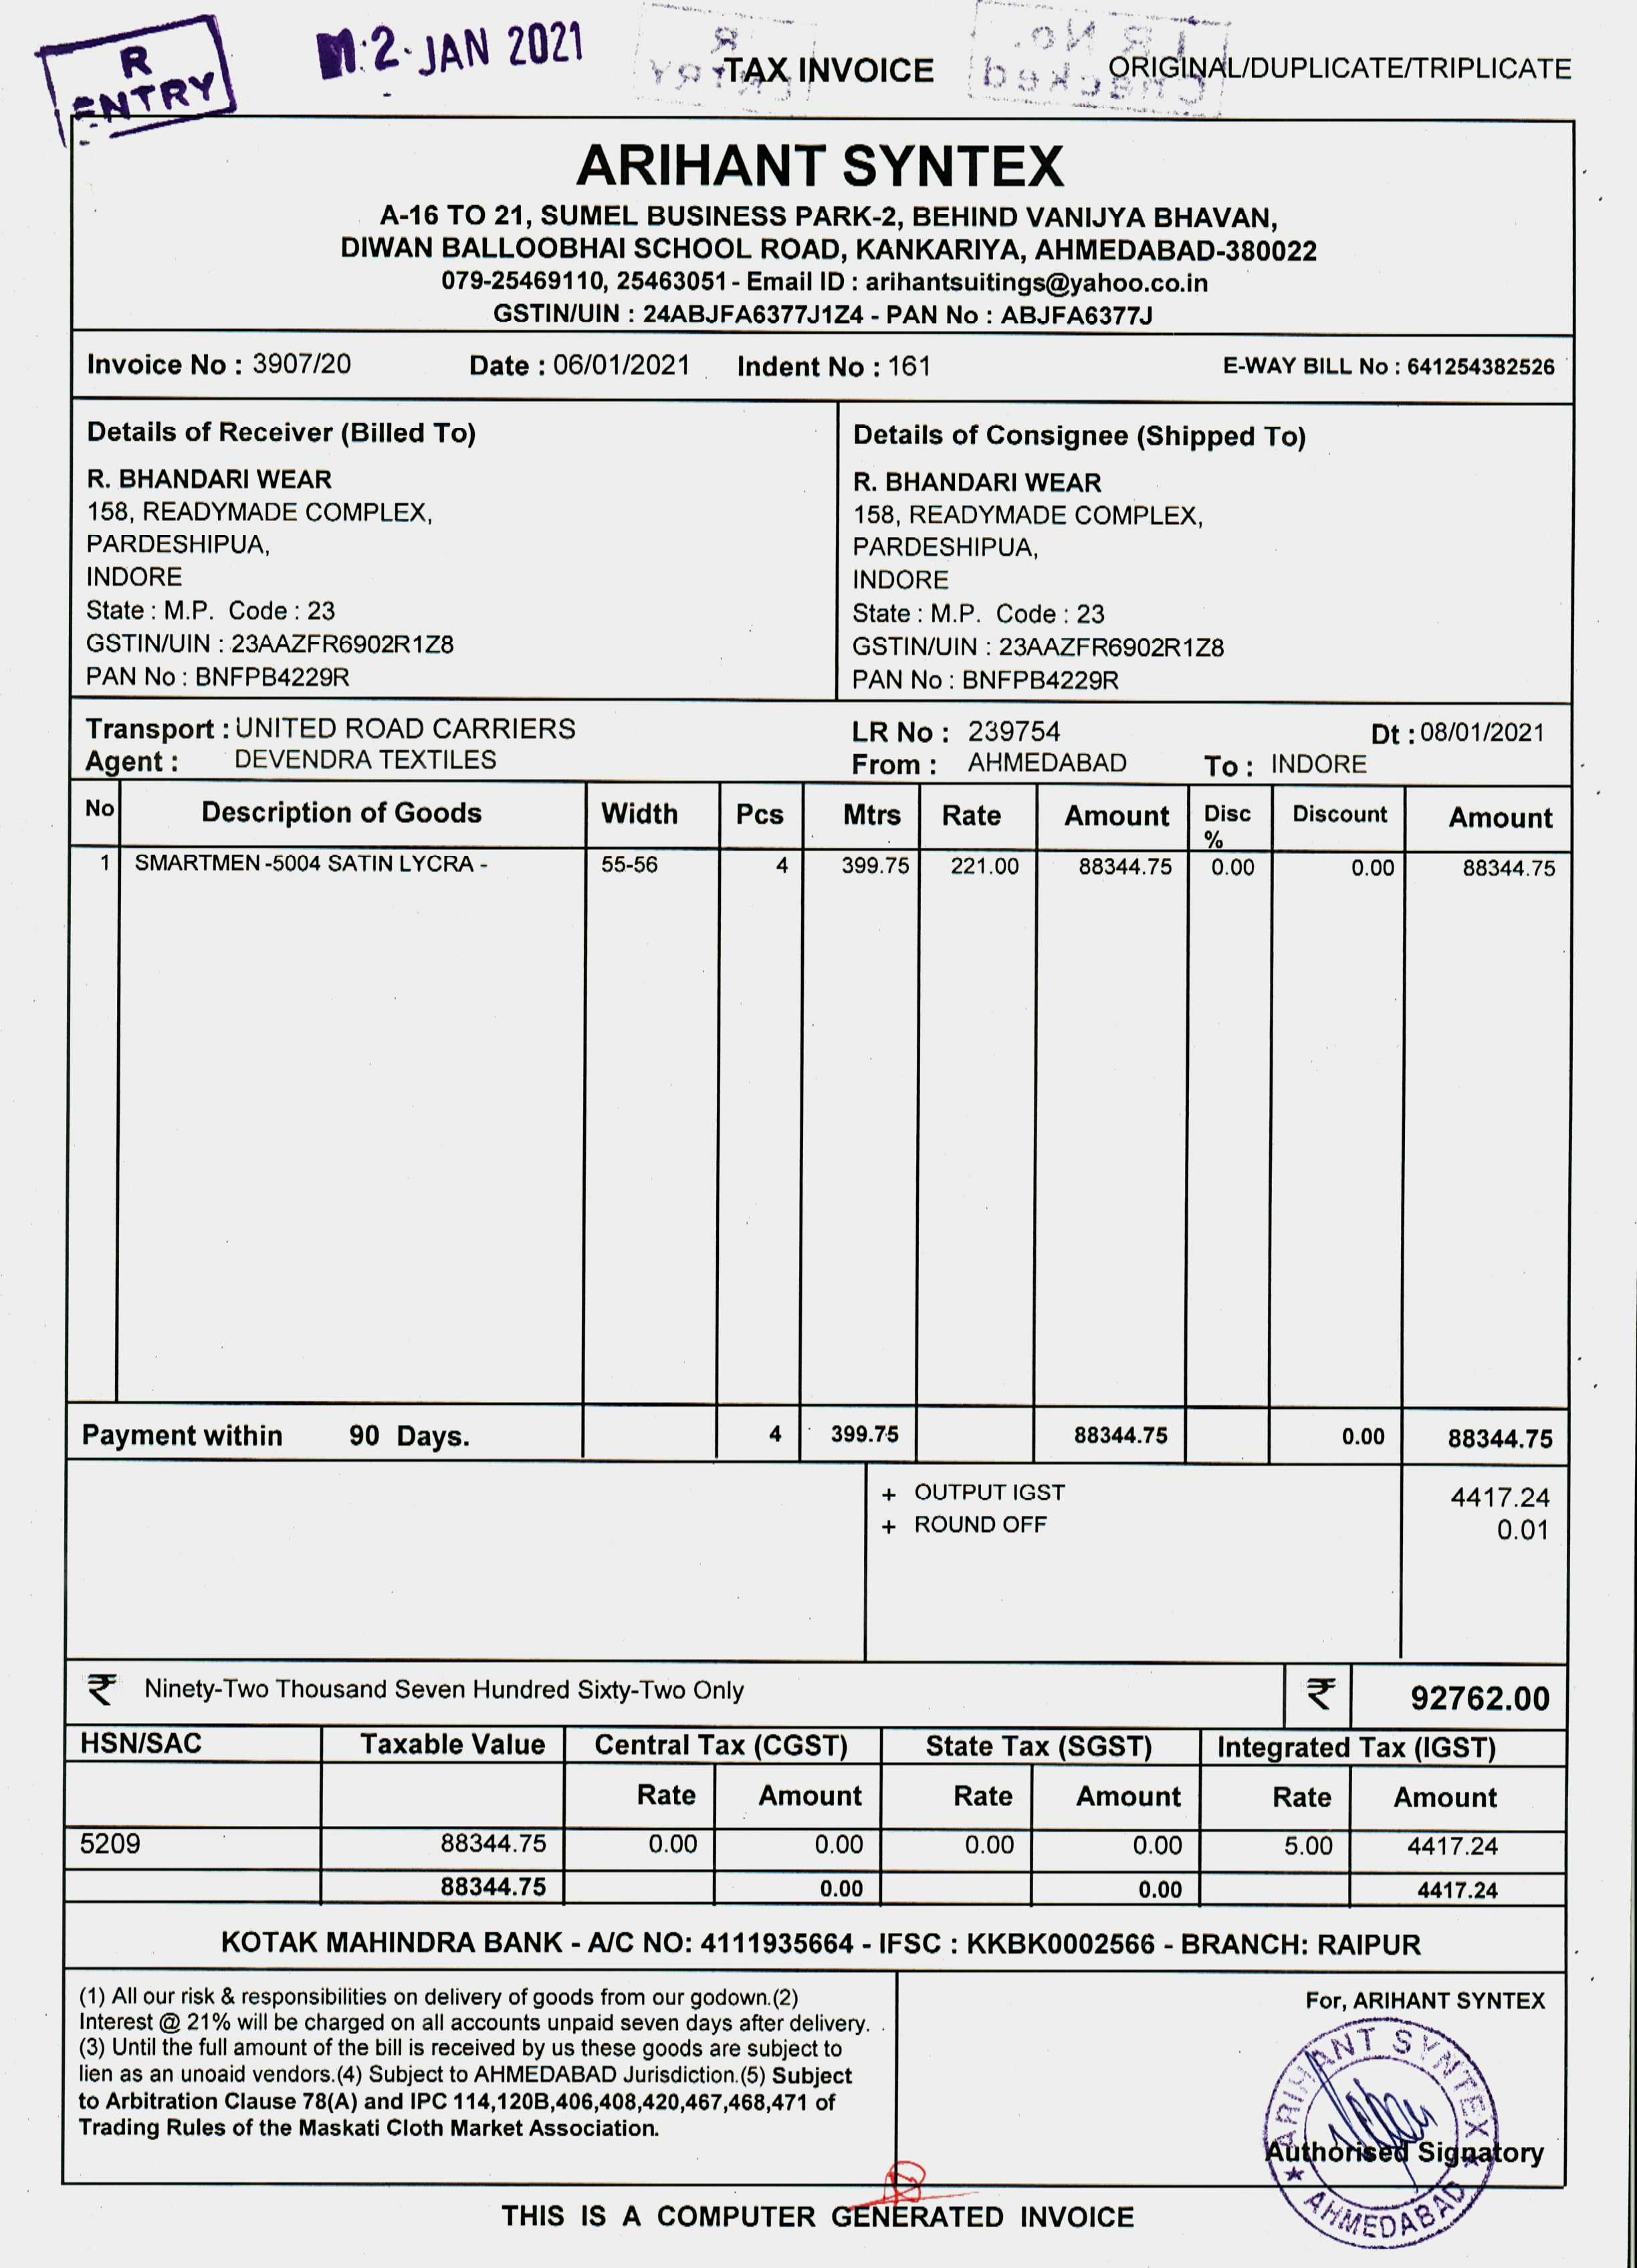 R
ENTRY
2 JAN 2021
TAX INVOICE
ORIGINAL/DUPLICATE/TRIPLICATE
ARIHANT SYNTEX
A-16 TO 21, SUMEL BUSINESS PARK-2, BEHIND VANIJYA BHAVAN,
DIWAN BALLOOBHAI SCHOOL ROAD, KANKARIYA, AHMEDABAD-380022
079-25469110, 25463051 - Email ID : arihantsuitings@yahoo.co.in
GSTIN/UIN : 24ABJFA6377J1Z4 - PAN No : ABJFA6377J
Invoice No : 3907/20 Date : 06/01/2021 Indent No : 161 E-WAY BILL No : 641254382526
Details of Receiver (Billed To)
R. BHANDARI WEAR
158, READYMADE COMPLEX,
PARDESHIPUA,
INDORE
State : M.P. Code : 23
GSTIN/UIN : 23AAZFR6902R1Z8
PAN No : BNFPB4229R
Details of Consignee (Shipped To)
R. BHANDARI WEAR
158, READYMADE COMPLEX,
PARDESHIPUA,
INDORE
State : M.P. Code : 23
GSTIN/UIN : 23AAZFR6902R1Z8
PAN No : BNFPB4229R
Transport : UNITED ROAD CARRIERS LR No : 239754 Dt : 08/01/2021
Agent : DEVENDRA TEXTILES From : AHMEDABAD To : INDORE
No Description of Goods Width Pcs Mtrs Rate Amount Disc % Discount Amount
1 SMARTMEN -5004 SATIN LYCRA - 55-56 4 399.75 221.00 88344.75 0.00 0.00 88344.75
Payment within 90 Days. 4 399.75 88344.75 0.00 88344.75
+ OUTPUT IGST 4417.24
+ ROUND OFF 0.01
₹ Ninety-Two Thousand Seven Hundred Sixty-Two Only ₹ 92762.00
HSN/SAC Taxable Value Central Tax (CGST) State Tax (SGST) Integrated Tax (IGST)
Rate Amount Rate Amount Rate Amount
5209 88344.75 0.00 0.00 0.00 0.00 5.00 4417.24
88344.75 0.00 0.00 4417.24
KOTAK MAHINDRA BANK - A/C NO: 4111935664 - IFSC : KKBK0002566 - BRANCH: RAIPUR
(1) All our risk & responsibilities on delivery of goods from our godown.(2)
Interest @ 21% will be charged on all accounts unpaid seven days after delivery.
(3) Until the full amount of the bill is received by us these goods are subject to
lien as an unoaid vendors.(4) Subject to AHMEDABAD Jurisdiction.(5) Subject
to Arbitration Clause 78(A) and IPC 114,120B,406,408,420,467,468,471 of
Trading Rules of the Maskati Cloth Market Association.
For, ARIHANT SYNTEX
ARIHANT SYNTEX
AHMEDABAD
Authorised Signatory
THIS IS A COMPUTER GENERATED INVOICE